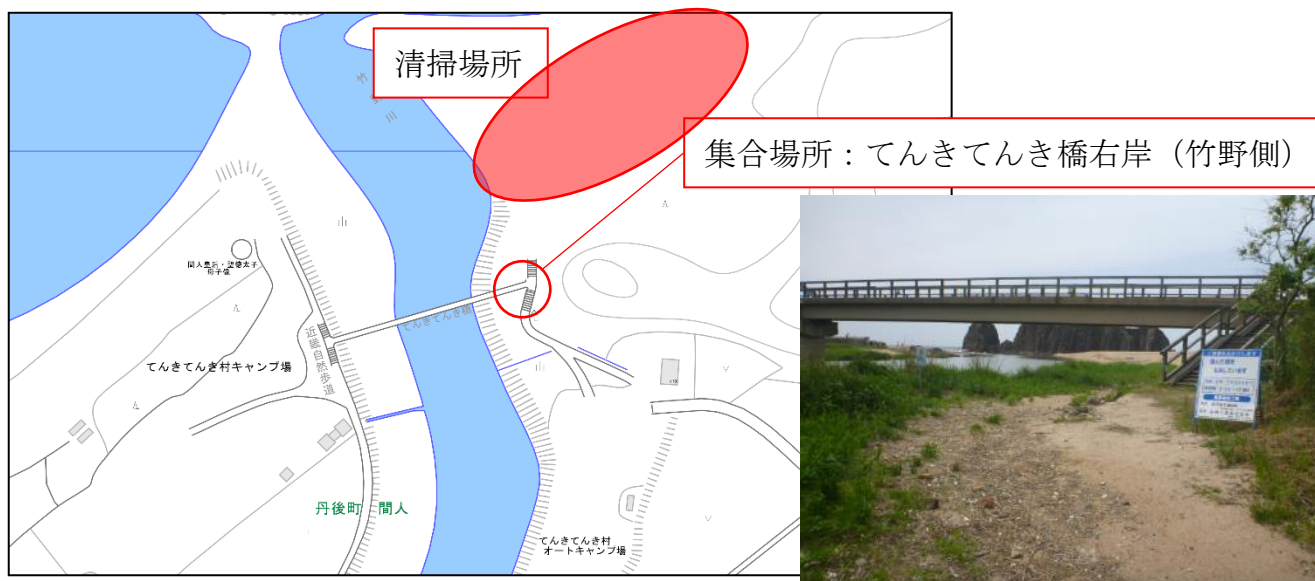 清掃場所
集合場所：てんきてんき橋右岸（竹野側）
間人皇后・聖徳太子
母子像
てんきてんき橋
近畿自然歩道
てんきてんき村キャンプ場
丹後町 間人
てんきてんき村
オートキャンプ場